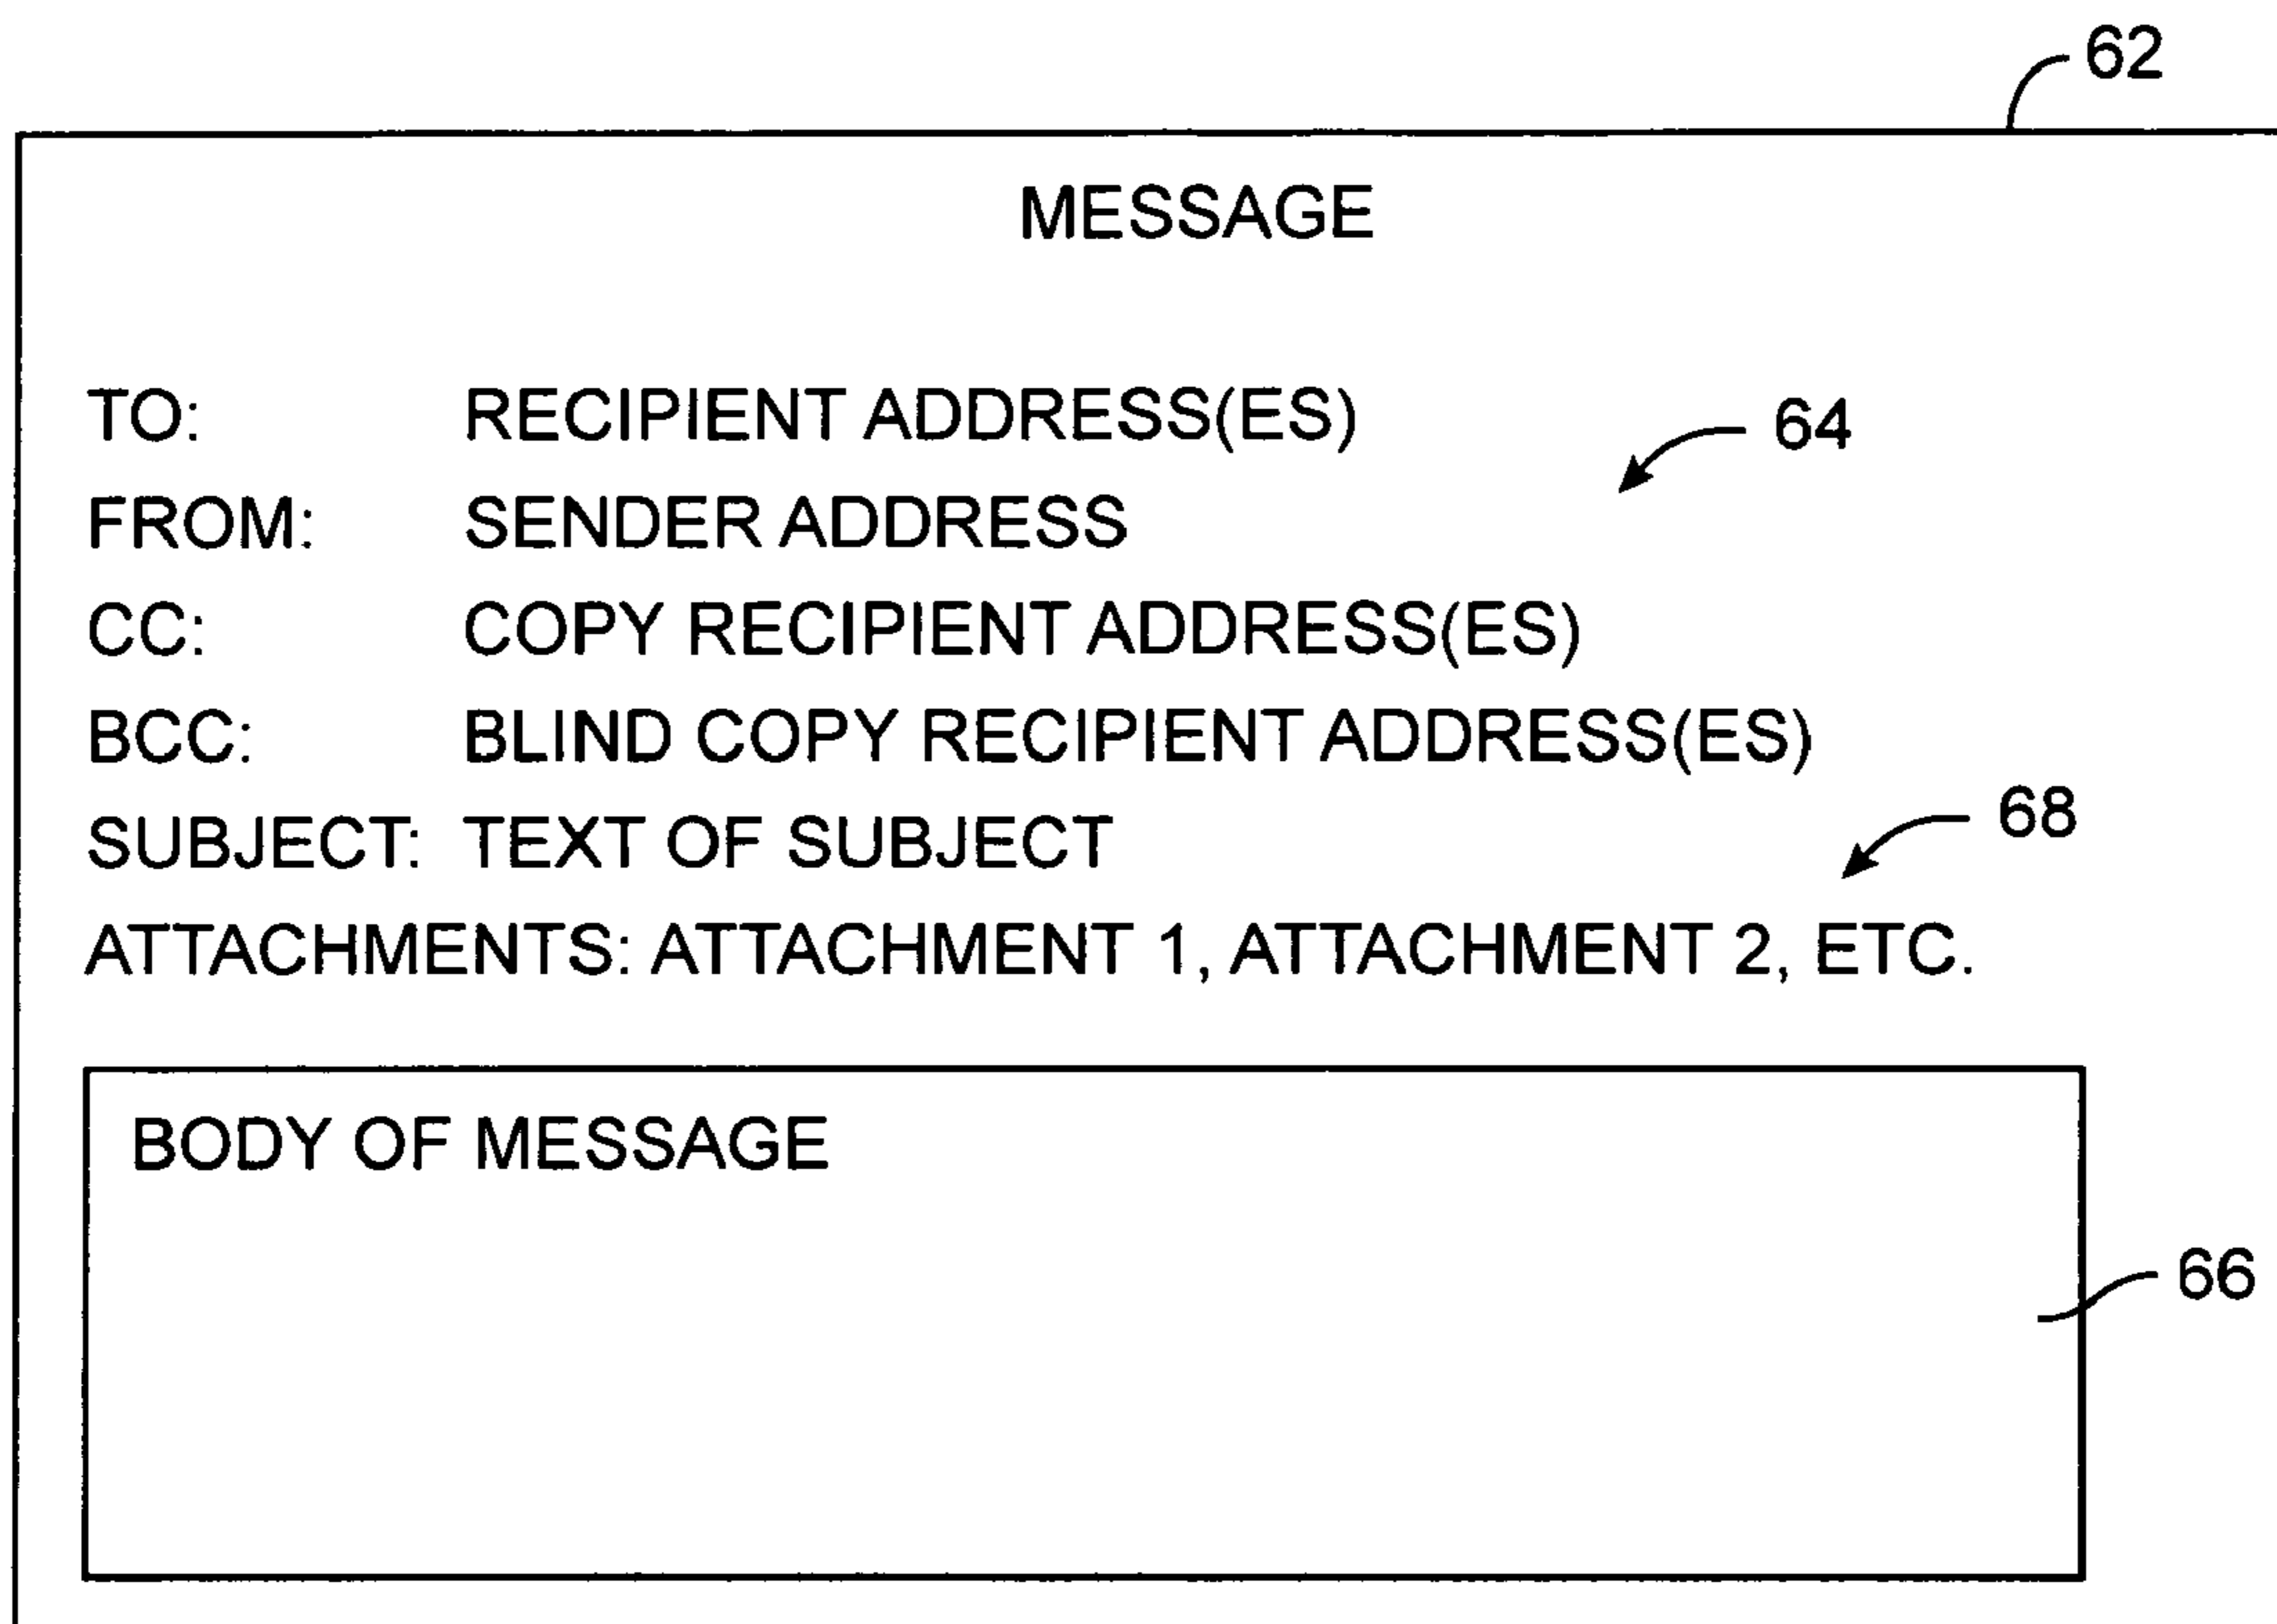 62
MESSAGE
TO: RECIPIENT ADDRESS(ES)
64
FROM: SENDER ADDRESS
CC: COPY RECIPIENT ADDRESS(ES)
BCC: BLIND COPY RECIPIENT ADDRESS(ES)
68
SUBJECT: TEXT OF SUBJECT
ATTACHMENTS: ATTACHMENT 1, ATTACHMENT 2, ETC.
BODY OF MESSAGE
66